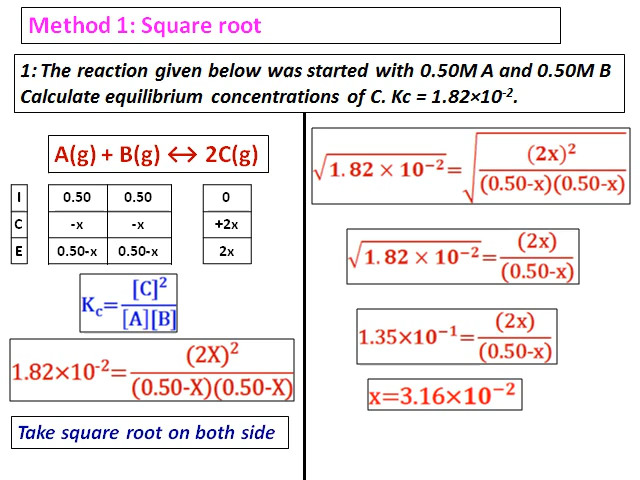 Method 1: Square root
1: The reaction given below was started with 0.50M A and 0.50M B
Calculate equilibrium concentrations of C. Kc = 1.82×10⁻².
A(g) + B(g) ↔ 2C(g)
I 0.50 0.50 0
C -x -x +2x
E 0.50-x 0.50-x 2x
K_c=[C]²/[A][B]
1.82×10⁻²=(2X)²/(0.50-X)(0.50-X)
Take square root on both side
√(1.82 × 10⁻²)=√((2x)²/(0.50-x)(0.50-x))
√(1.82 × 10⁻²)=(2x)/(0.50-x)
1.35×10⁻¹=(2x)/(0.50-x)
x=3.16×10⁻²